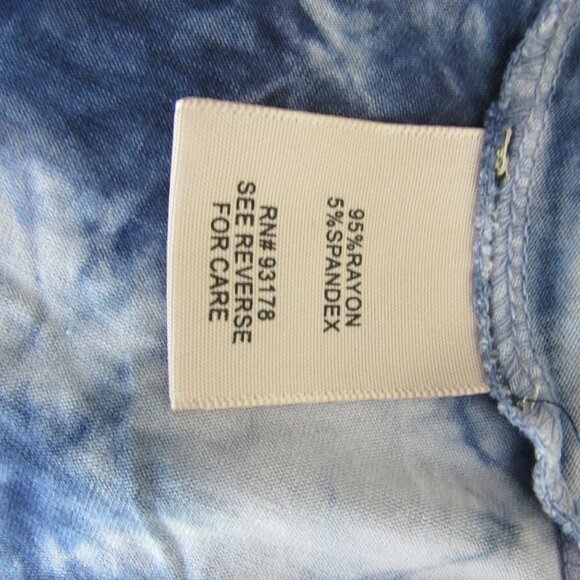 95%RAYON
5%SPANDEX
RN# 93178
SEE REVERSE
FOR CARE